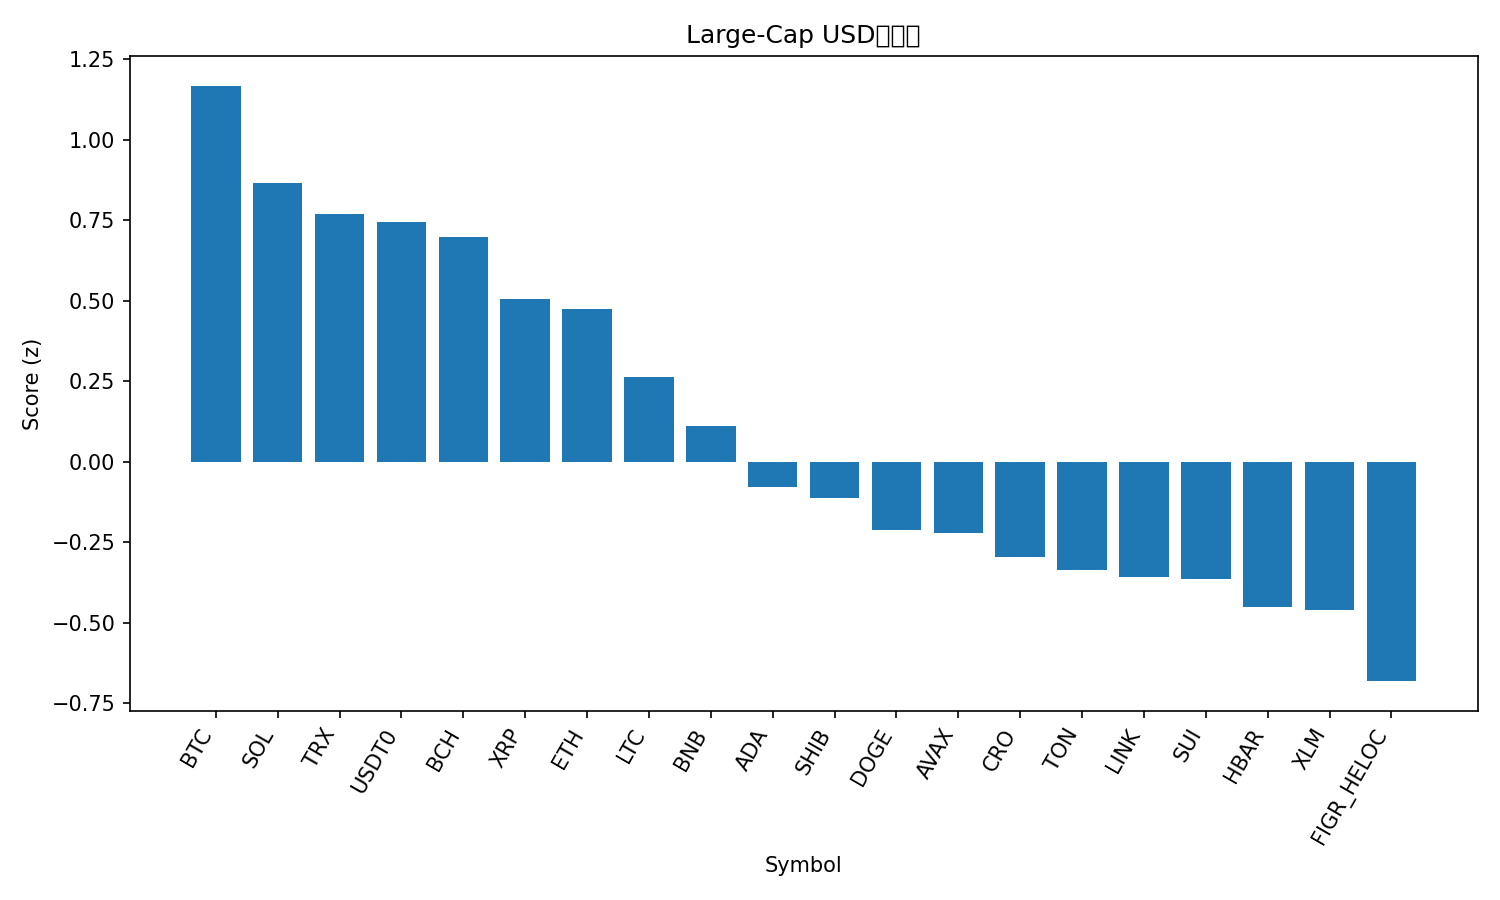 Large-Cap USD
1.25
1.00
0.75
0.50
0.25
0.00
−0.25
−0.50
−0.75
Score (z)
BTC
SOL
TRX
USDT0
BCH
XRP
ETH
LTC
BNB
ADA
SHIB
DOGE
AVAX
CRO
TON
LINK
SUI
HBAR
XLM
FIGR_HELOC
Symbol